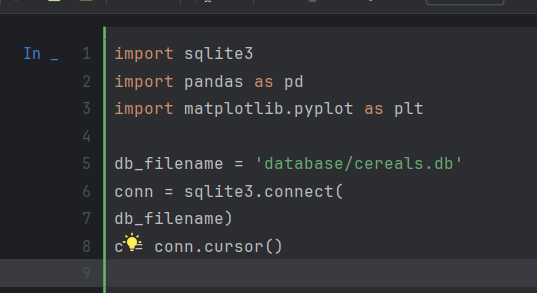 In _
1 import sqlite3
2 import pandas as pd
3 import matplotlib.pyplot as plt
4
5 db_filename = 'database/cereals.db'
6 conn = sqlite3.connect(
7 db_filename)
8 c = conn.cursor()
9